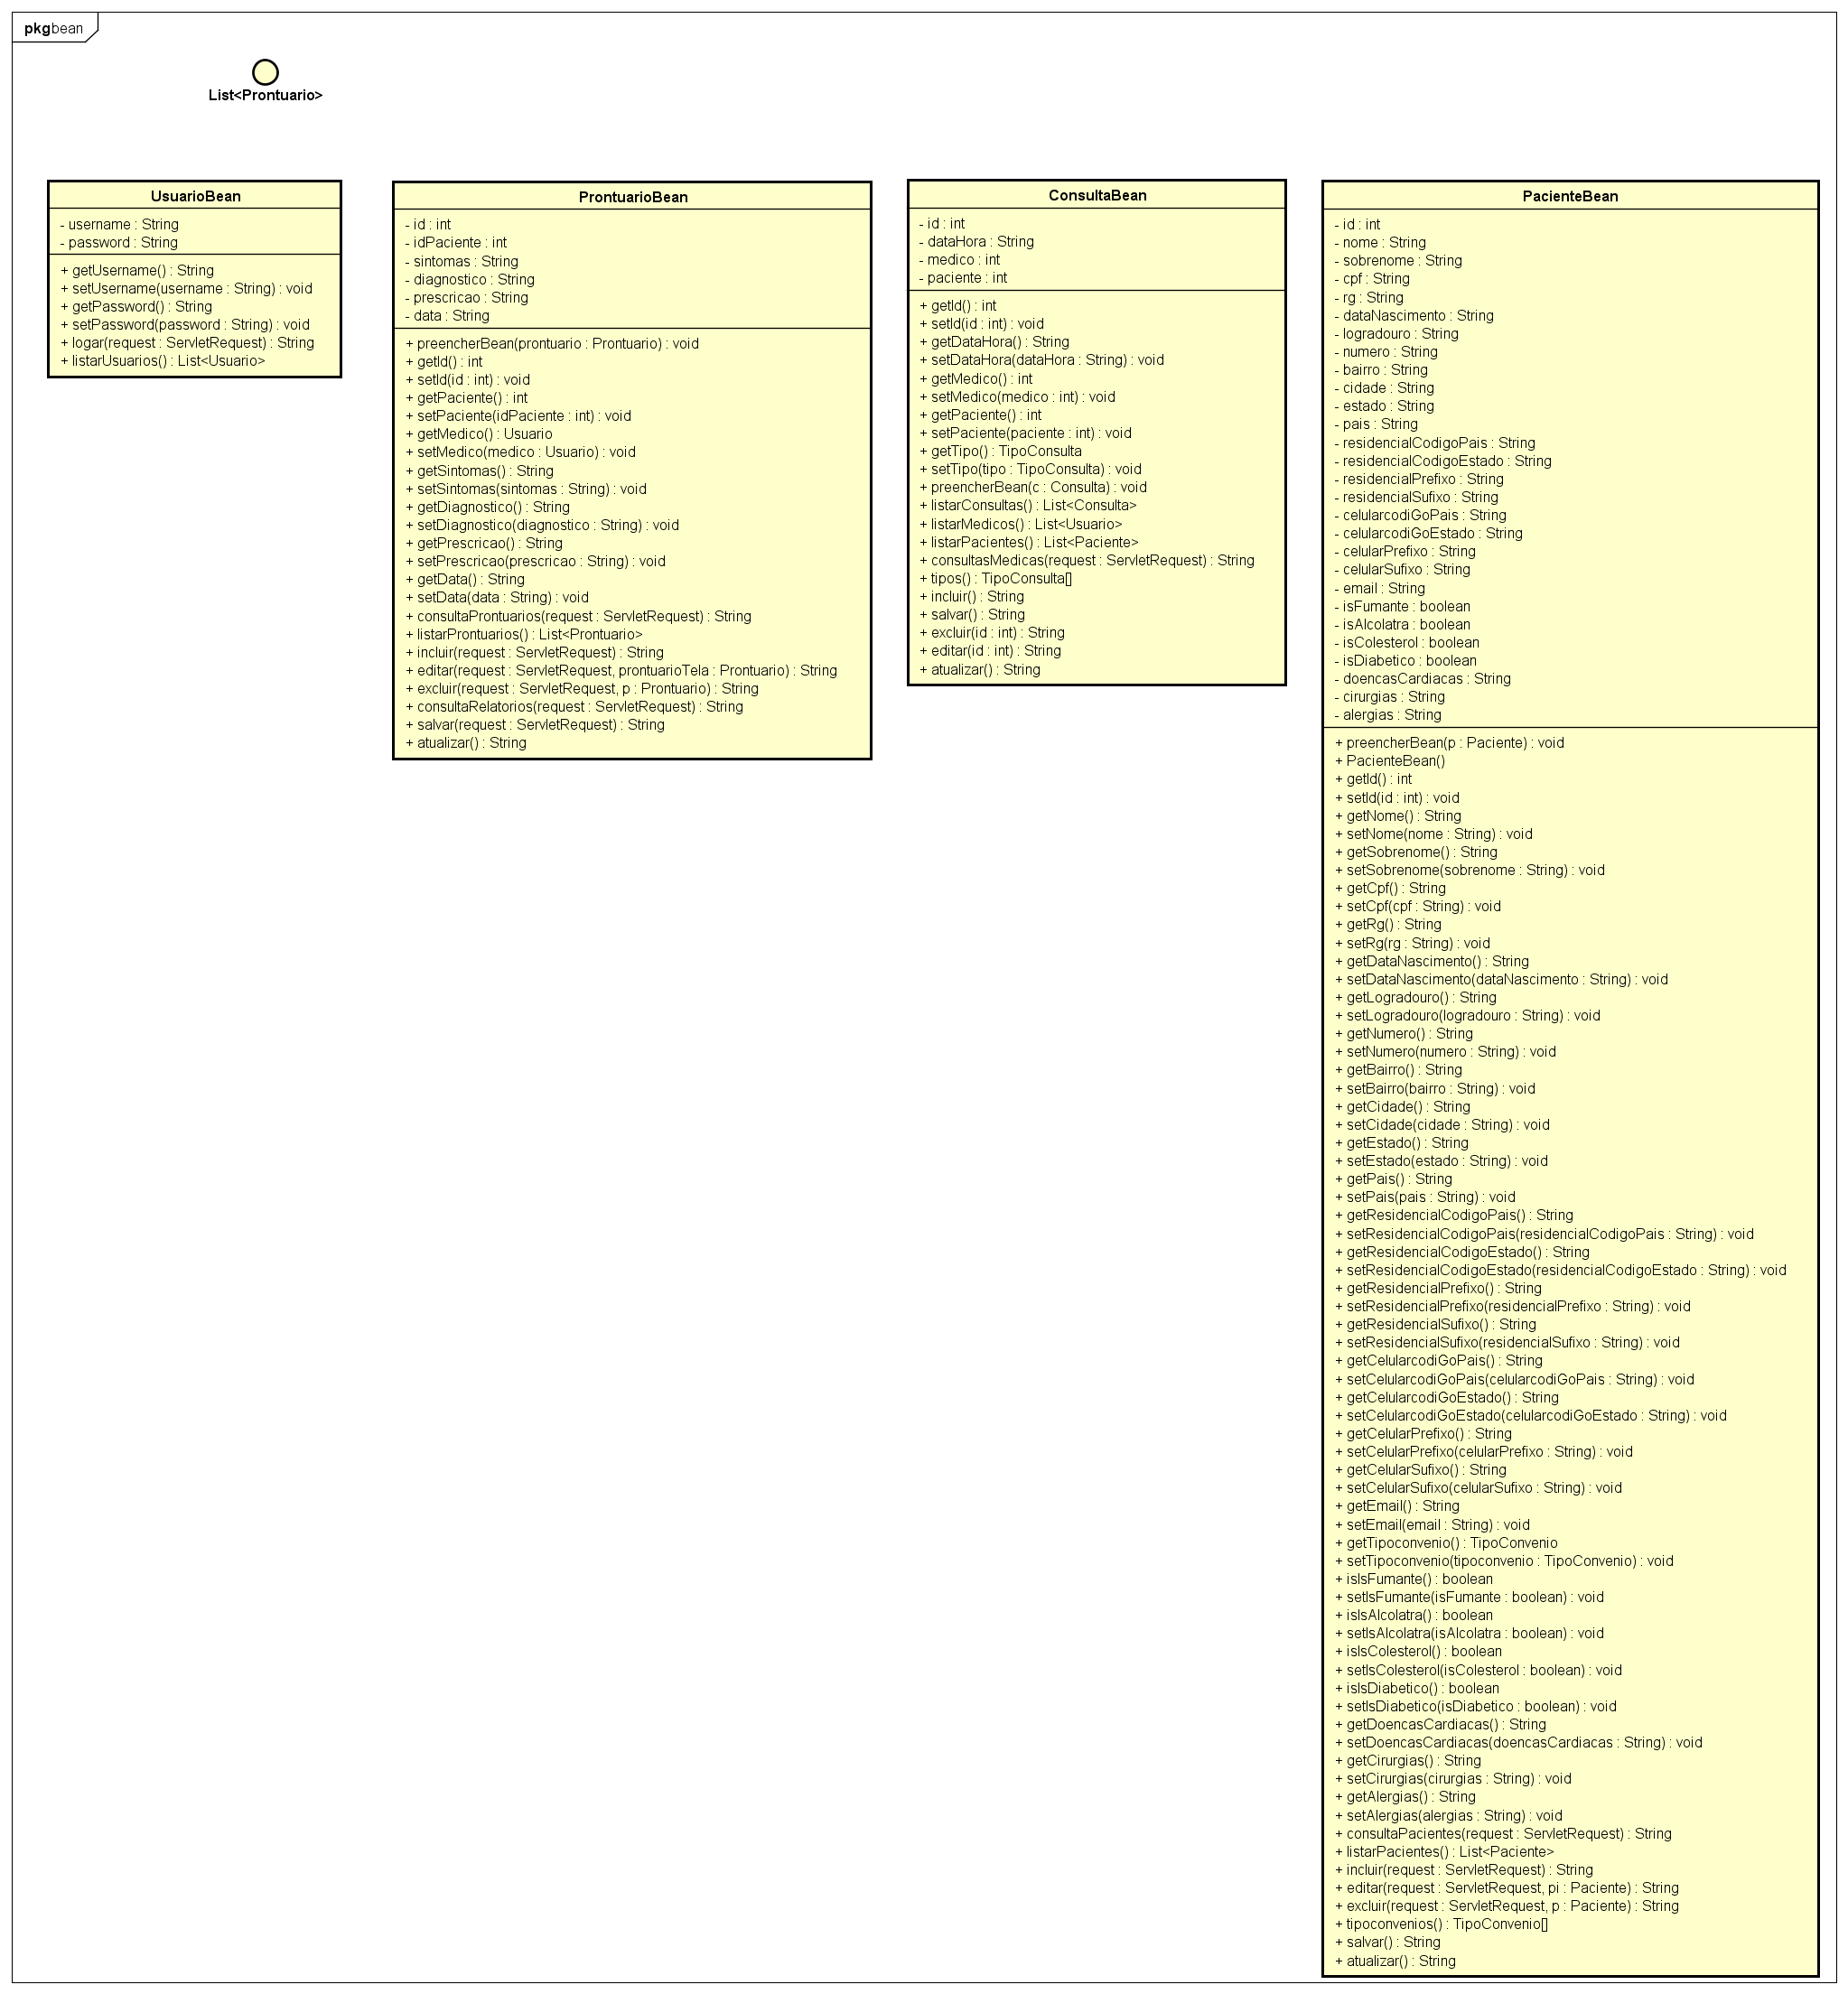 pkg bean
List<Prontuario>
UsuarioBean
- username : String
- password : String
+ getUsername() : String
+ setUsername(username : String) : void
+ getPassword() : String
+ setPassword(password : String) : void
+ logar(request : ServletRequest) : String
+ listarUsuarios() : List<Usuario>
ProntuarioBean
- id : int
- idPaciente : int
- sintomas : String
- diagnostico : String
- prescricao : String
- data : String
+ preencherBean(prontuario : Prontuario) : void
+ getId() : int
+ setId(id : int) : void
+ getPaciente() : int
+ setPaciente(idPaciente : int) : void
+ getMedico() : Usuario
+ setMedico(medico : Usuario) : void
+ getSintomas() : String
+ setSintomas(sintomas : String) : void
+ getDiagnostico() : String
+ setDiagnostico(diagnostico : String) : void
+ getPrescricao() : String
+ setPrescricao(prescricao : String) : void
+ getData() : String
+ setData(data : String) : void
+ consultaProntuarios(request : ServletRequest) : String
+ listarProntuarios() : List<Prontuario>
+ incluir(request : ServletRequest) : String
+ editar(request : ServletRequest, prontuarioTela : Prontuario) : String
+ excluir(request : ServletRequest, p : Prontuario) : String
+ consultaRelatorios(request : ServletRequest) : String
+ salvar(request : ServletRequest) : String
+ atualizar() : String
ConsultaBean
- id : int
- dataHora : String
- medico : int
- paciente : int
+ getId() : int
+ setId(id : int) : void
+ getDataHora() : String
+ setDataHora(dataHora : String) : void
+ getMedico() : int
+ setMedico(medico : int) : void
+ getPaciente() : int
+ setPaciente(paciente : int) : void
+ getTipo() : TipoConsulta
+ setTipo(tipo : TipoConsulta) : void
+ preencherBean(c : Consulta) : void
+ listarConsultas() : List<Consulta>
+ listarMedicos() : List<Usuario>
+ listarPacientes() : List<Paciente>
+ consultasMedicas(request : ServletRequest) : String
+ tipos() : TipoConsulta[]
+ incluir() : String
+ salvar() : String
+ excluir(id : int) : String
+ editar(id : int) : String
+ atualizar() : String
PacienteBean
- id : int
- nome : String
- sobrenome : String
- cpf : String
- rg : String
- dataNascimento : String
- logradouro : String
- numero : String
- bairro : String
- cidade : String
- estado : String
- pais : String
- residencialCodigoPais : String
- residencialCodigoEstado : String
- residencialPrefixo : String
- residencialSufixo : String
- celularcodiGoPais : String
- celularcodiGoEstado : String
- celularPrefixo : String
- celularSufixo : String
- email : String
- isFumante : boolean
- isAlcolatra : boolean
- isColesterol : boolean
- isDiabetico : boolean
- doencasCardiacas : String
- cirurgias : String
- alergias : String
+ preencherBean(p : Paciente) : void
+ PacienteBean()
+ getId() : int
+ setId(id : int) : void
+ getNome() : String
+ setNome(nome : String) : void
+ getSobrenome() : String
+ setSobrenome(sobrenome : String) : void
+ getCpf() : String
+ setCpf(cpf : String) : void
+ getRg() : String
+ setRg(rg : String) : void
+ getDataNascimento() : String
+ setDataNascimento(dataNascimento : String) : void
+ getLogradouro() : String
+ setLogradouro(logradouro : String) : void
+ getNumero() : String
+ setNumero(numero : String) : void
+ getBairro() : String
+ setBairro(bairro : String) : void
+ getCidade() : String
+ setCidade(cidade : String) : void
+ getEstado() : String
+ setEstado(estado : String) : void
+ getPais() : String
+ setPais(pais : String) : void
+ getResidencialCodigoPais() : String
+ setResidencialCodigoPais(residencialCodigoPais : String) : void
+ getResidencialCodigoEstado() : String
+ setResidencialCodigoEstado(residencialCodigoEstado : String) : void
+ getResidencialPrefixo() : String
+ setResidencialPrefixo(residencialPrefixo : String) : void
+ getResidencialSufixo() : String
+ setResidencialSufixo(residencialSufixo : String) : void
+ getCelularcodiGoPais() : String
+ setCelularcodiGoPais(celularcodiGoPais : String) : void
+ getCelularcodiGoEstado() : String
+ setCelularcodiGoEstado(celularcodiGoEstado : String) : void
+ getCelularPrefixo() : String
+ setCelularPrefixo(celularPrefixo : String) : void
+ getCelularSufixo() : String
+ setCelularSufixo(celularSufixo : String) : void
+ getEmail() : String
+ setEmail(email : String) : void
+ getTipoconvenio() : TipoConvenio
+ setTipoconvenio(tipoconvenio : TipoConvenio) : void
+ isIsFumante() : boolean
+ setIsFumante(isFumante : boolean) : void
+ isIsAlcolatra() : boolean
+ setIsAlcolatra(isAlcolatra : boolean) : void
+ isIsColesterol() : boolean
+ setIsColesterol(isColesterol : boolean) : void
+ isIsDiabetico() : boolean
+ setIsDiabetico(isDiabetico : boolean) : void
+ getDoencasCardiacas() : String
+ setDoencasCardiacas(doencasCardiacas : String) : void
+ getCirurgias() : String
+ setCirurgias(cirurgias : String) : void
+ getAlergias() : String
+ setAlergias(alergias : String) : void
+ consultaPacientes(request : ServletRequest) : String
+ listarPacientes() : List<Paciente>
+ incluir(request : ServletRequest) : String
+ editar(request : ServletRequest, pi : Paciente) : String
+ excluir(request : ServletRequest, p : Paciente) : String
+ tipoconvenios() : TipoConvenio[]
+ salvar() : String
+ atualizar() : String